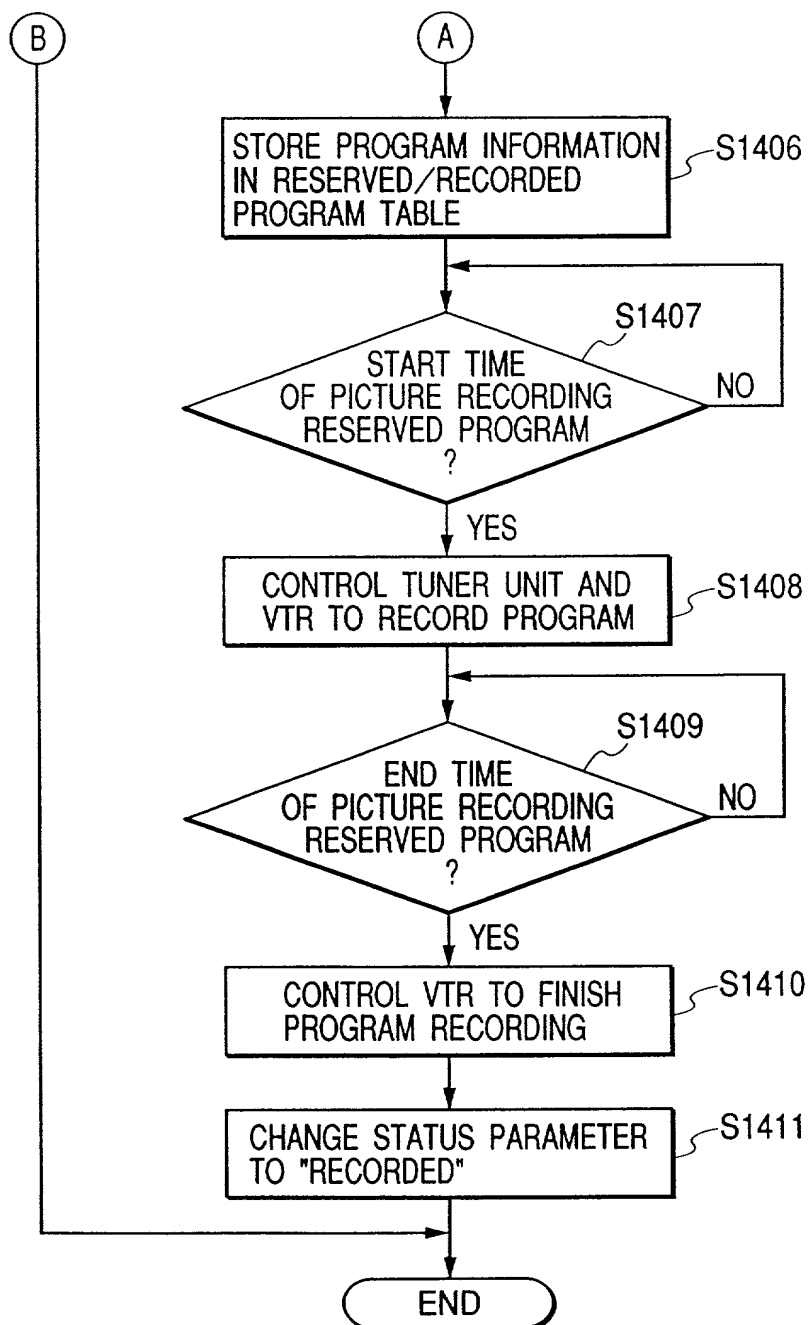 B
A
STORE PROGRAM INFORMATION
IN RESERVED/RECORDED
PROGRAM TABLE
S1406
S1407
START TIME
OF PICTURE RECORDING
RESERVED PROGRAM
?
NO
YES
CONTROL TUNER UNIT AND
VTR TO RECORD PROGRAM
S1408
S1409
END TIME
OF PICTURE RECORDING
RESERVED PROGRAM
?
NO
YES
CONTROL VTR TO FINISH
PROGRAM RECORDING
S1410
CHANGE STATUS PARAMETER
TO "RECORDED"
S1411
END